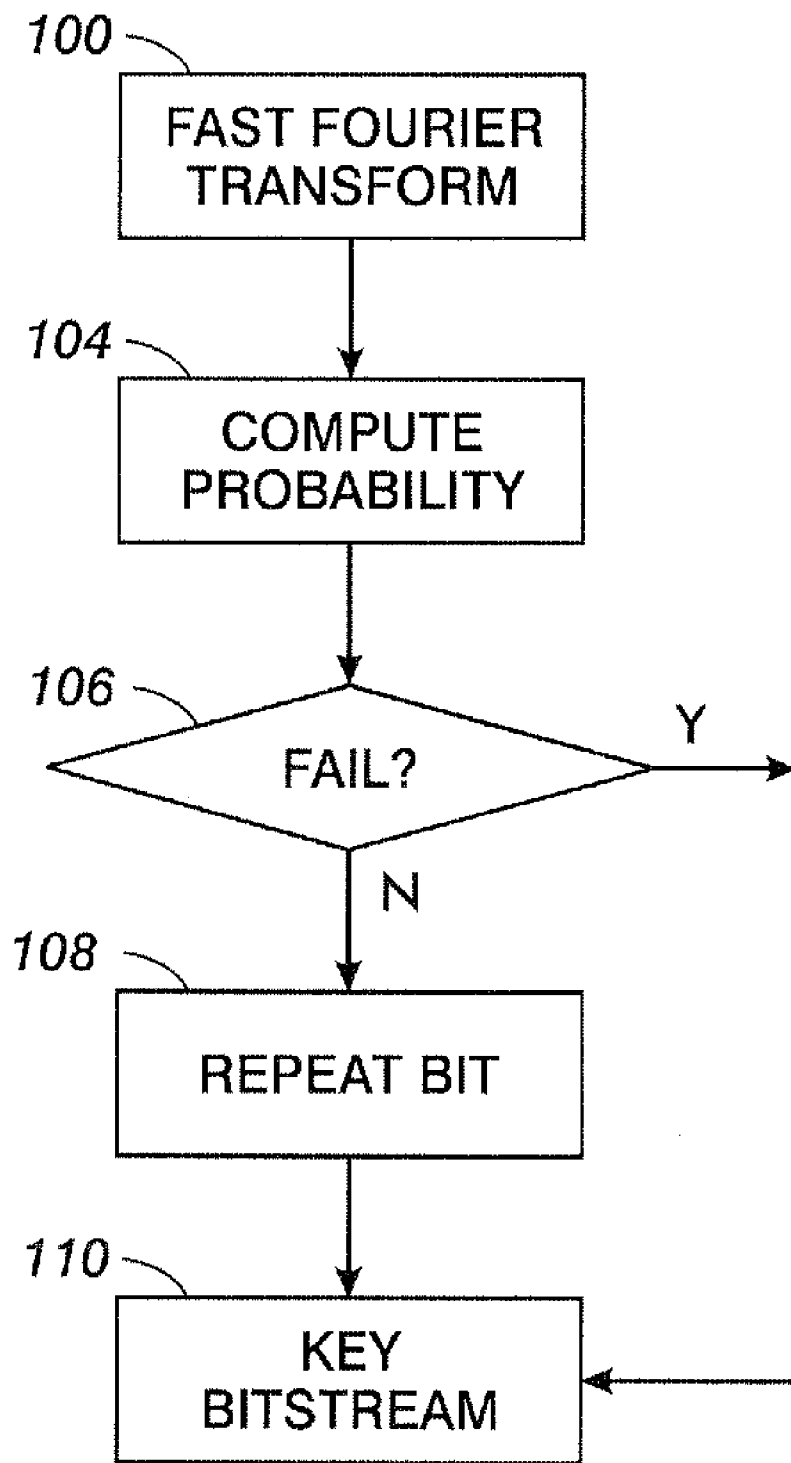 100
FAST FOURIER
TRANSFORM
104
COMPUTE
PROBABILITY
106
FAIL?
Y
N
108
REPEAT BIT
110
KEY
BITSTREAM